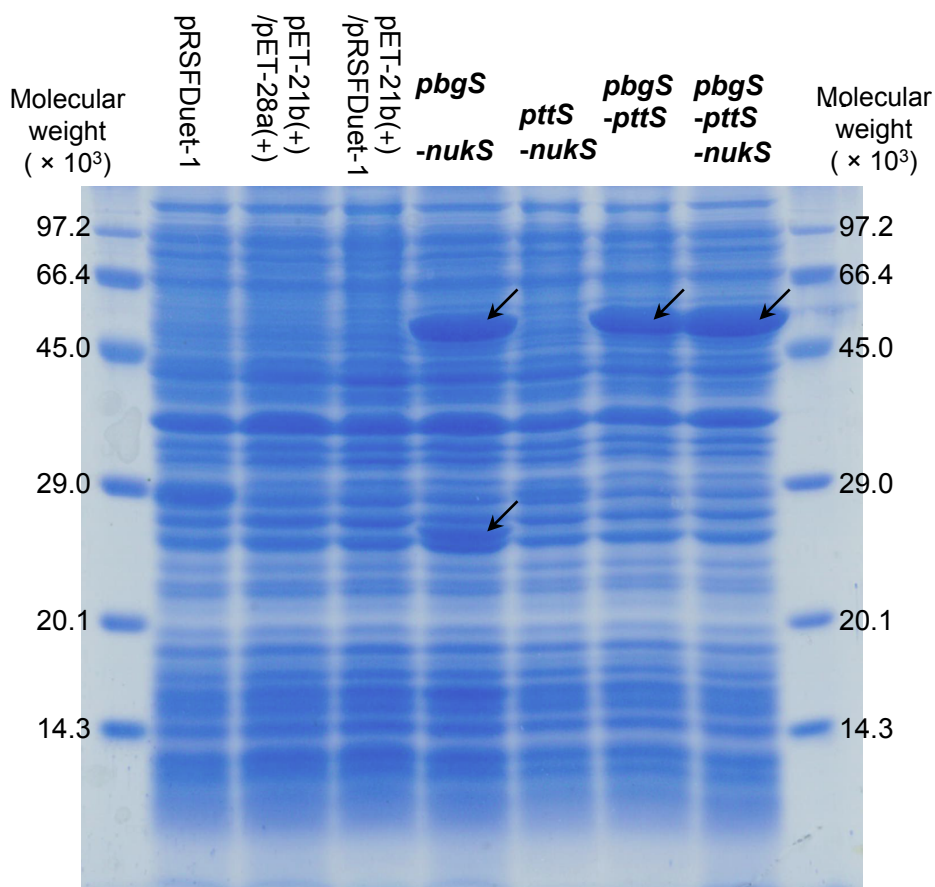 Molecular
weight
( × 10³)
pRSFDuet-1
pET-21b(+)
/pET-28a(+)
pET-21b(+)
/pRSFDuet-1
pbgS
-nukS
pttS
-nukS
pbgS
-pttS
pbgS
-pttS
-nukS
Molecular
weight
( × 10³)
97.2
66.4
45.0
29.0
20.1
14.3
97.2
66.4
45.0
29.0
20.1
14.3